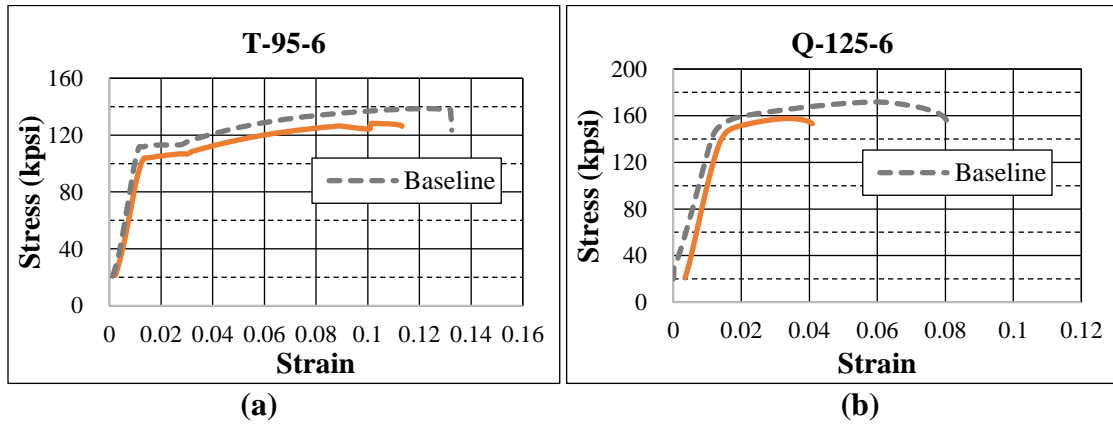 T-95-6
160
120
80
40
0
Stress (kpsi)
Baseline
0 0.02 0.04 0.06 0.08 0.1 0.12 0.14 0.16
Strain
(a)
Q-125-6
200
160
120
80
40
0
Stress (kpsi)
Baseline
0 0.02 0.04 0.06 0.08 0.1 0.12
Strain
(b)